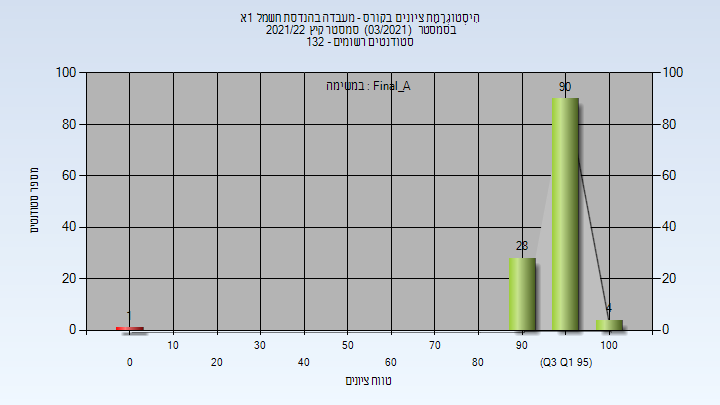 הִיסְטוֹגְרָמַת ציונים בקורס - מעבדה בהנדסת חשמל 1א
בסמסטר (03/2021) סמסטר קיץ 2021/22
סטודנטים רשומים - 132
במשימה : Final_A
מספר סטודנטים
100 80 60 40 20 0
100 80 60 40 20 0
1 28 90 4
10 20 30 40 50 60 70 80 90 100
0 (Q3 Q1 95)
טווח ציונים